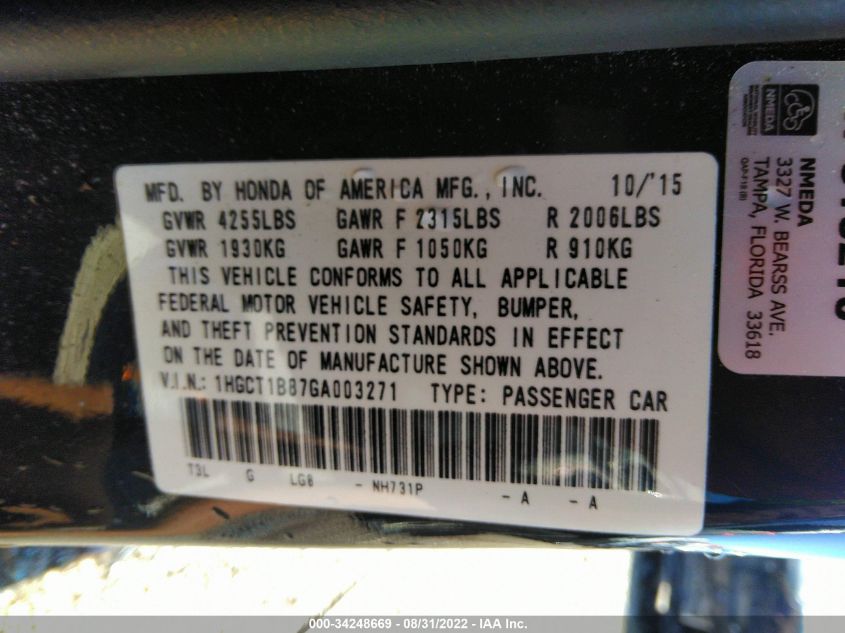 MFD. BY HONDA OF AMERICA MFG., INC. 10/'15
GVWR 4255LBS GAWR F 2315LBS R 2006LBS
GVWR 1930KG GAWR F 1050KG R 910KG
THIS VEHICLE CONFORMS TO ALL APPLICABLE
FEDERAL MOTOR VEHICLE SAFETY, BUMPER,
AND THEFT PREVENTION STANDARDS IN EFFECT
ON THE DATE OF MANUFACTURE SHOWN ABOVE.
V.I.N.: 1HGCT1B87GA003271 TYPE: PASSENGER CAR
T3L G LG8 - NH731P - A - A
NMEDA
NMEDA
3327 W. BEARSS AVE.
TAMPA, FLORIDA 33618
QAP-F18 (B)
000-34248669 - 08/31/2022 - IAA Inc.